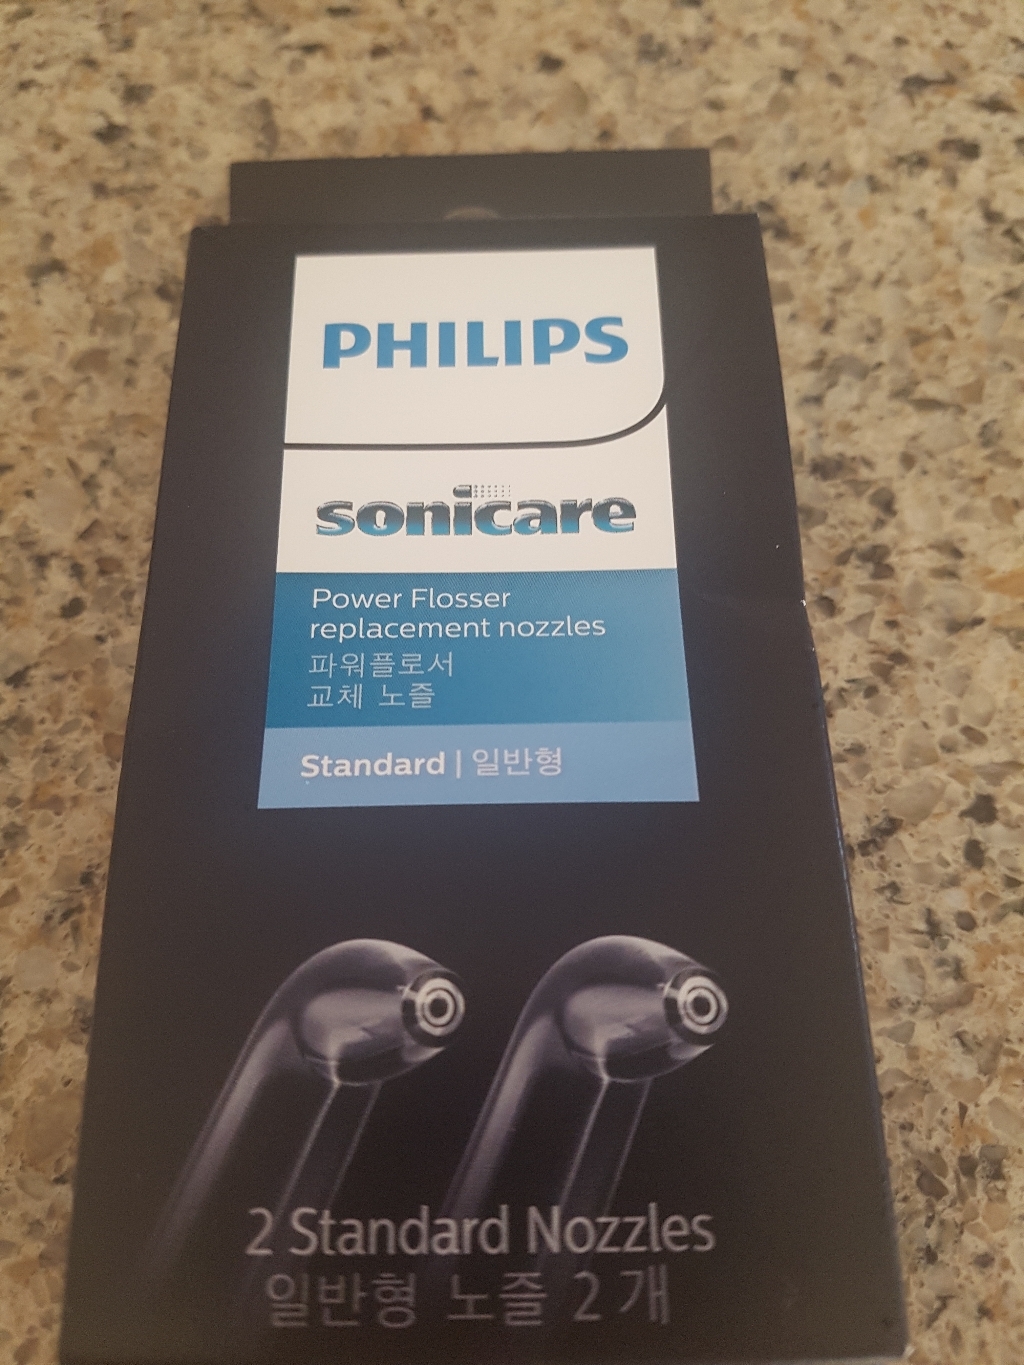 PHILIPS
sonicare
Power Flosser
replacement nozzles
파워플로서
교체 노즐
Standard | 일반형
2 Standard Nozzles
일반형 노즐 2 개